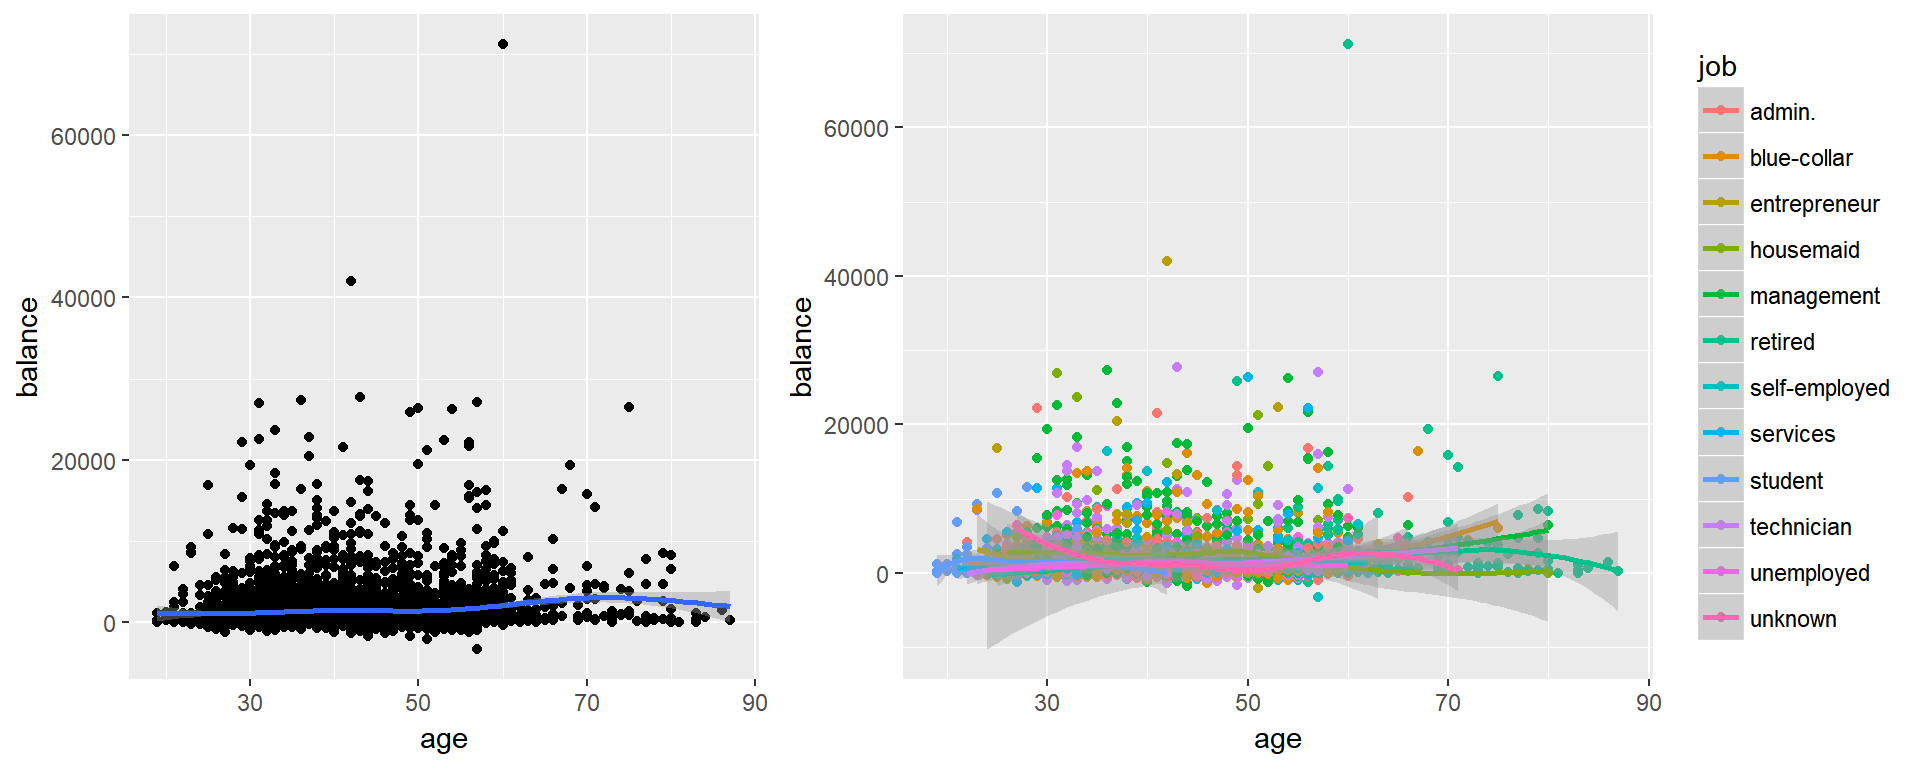 60000
40000
20000
0
balance
30
50
70
90
age
60000
40000
20000
0
balance
30
50
70
90
age
job
admin.
blue-collar
entrepreneur
housemaid
management
retired
self-employed
services
student
technician
unemployed
unknown